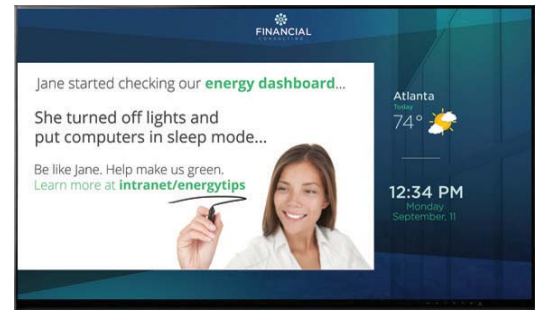 FINANCIAL
CONSULTING
Jane started checking our energy dashboard...
She turned off lights and
put computers in sleep mode...
Be like Jane. Help make us green.
Learn more at intranet/energytips
Atlanta
Today
74°
12:34 PM
Monday
September, 11